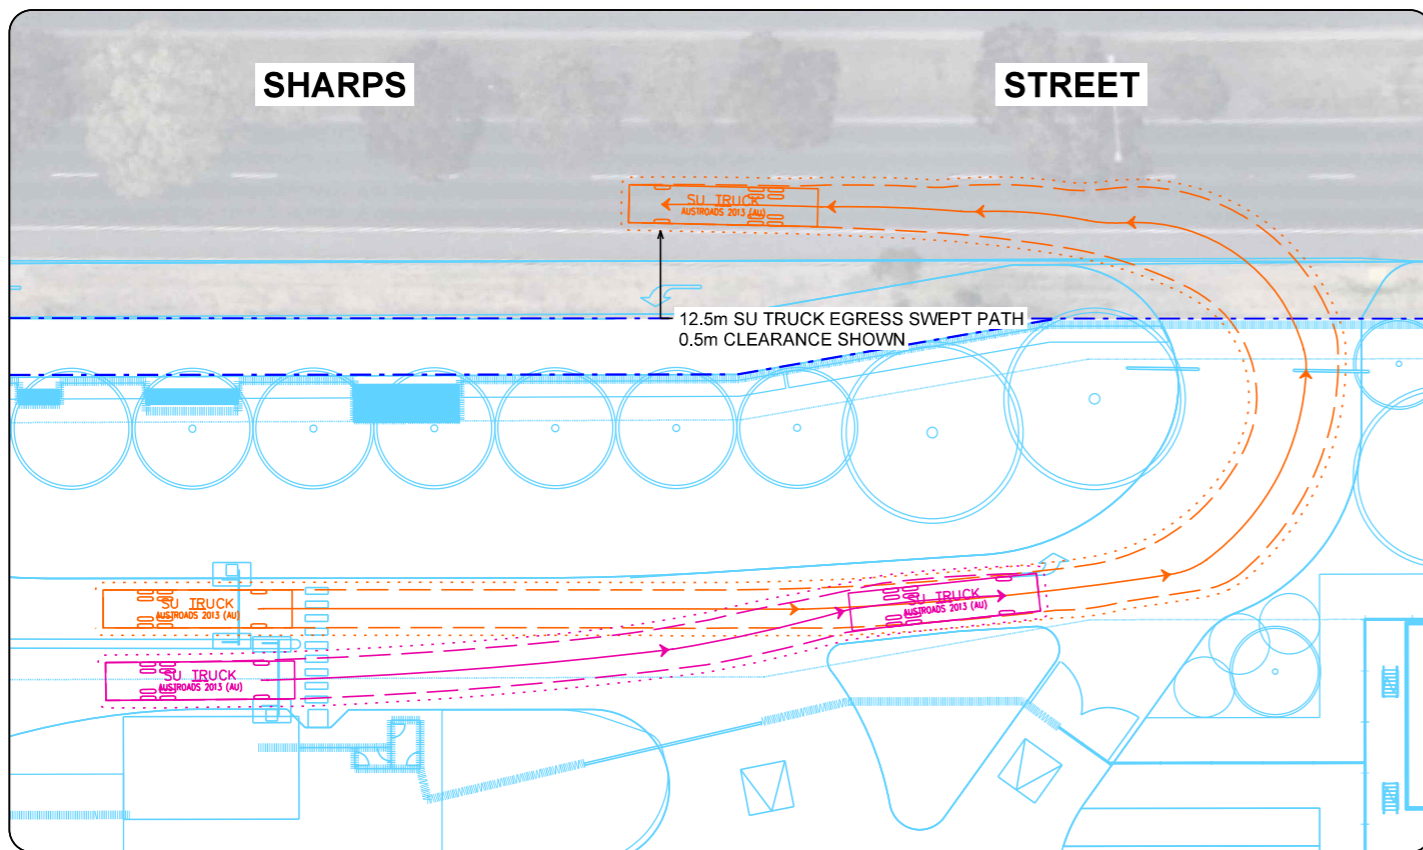 SHARPS STREET
SU TRUCK
AUSTROADS 2013 (AU)
12.5m SU TRUCK EGRESS SWEPT PATH
0.5m CLEARANCE SHOWN
SU TRUCK
AUSTROADS 2013 (AU)
SU TRUCK
AUSTROADS 2013 (AU)
SU TRUCK
AUSTROADS 2013 (AU)